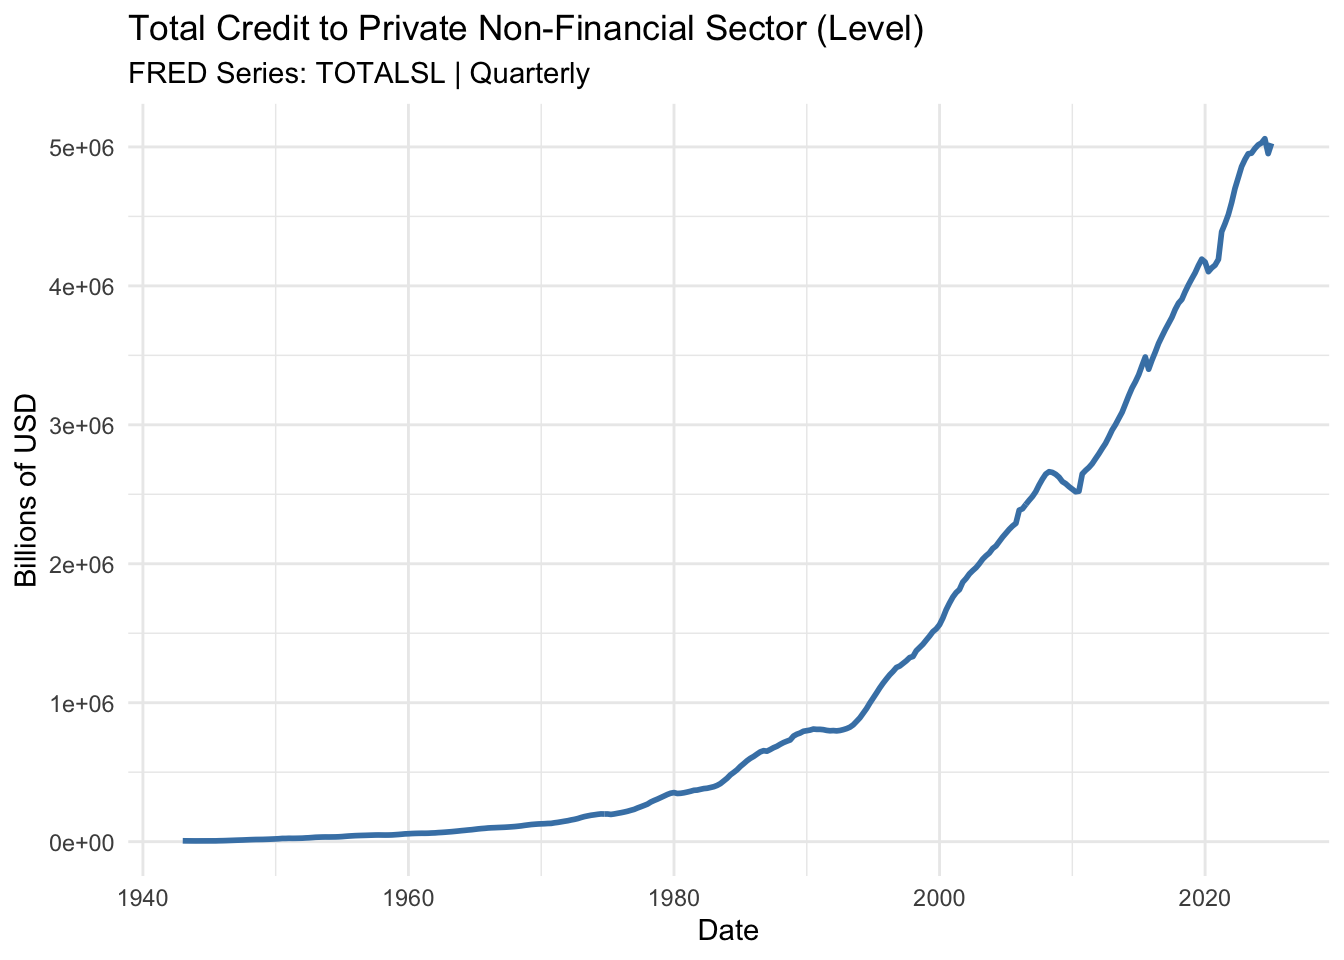 Total Credit to Private Non-Financial Sector (Level)
FRED Series: TOTALSL | Quarterly
Billions of USD
5e+06
4e+06
3e+06
2e+06
1e+06
0e+00
1940 1960 1980 2000 2020
Date